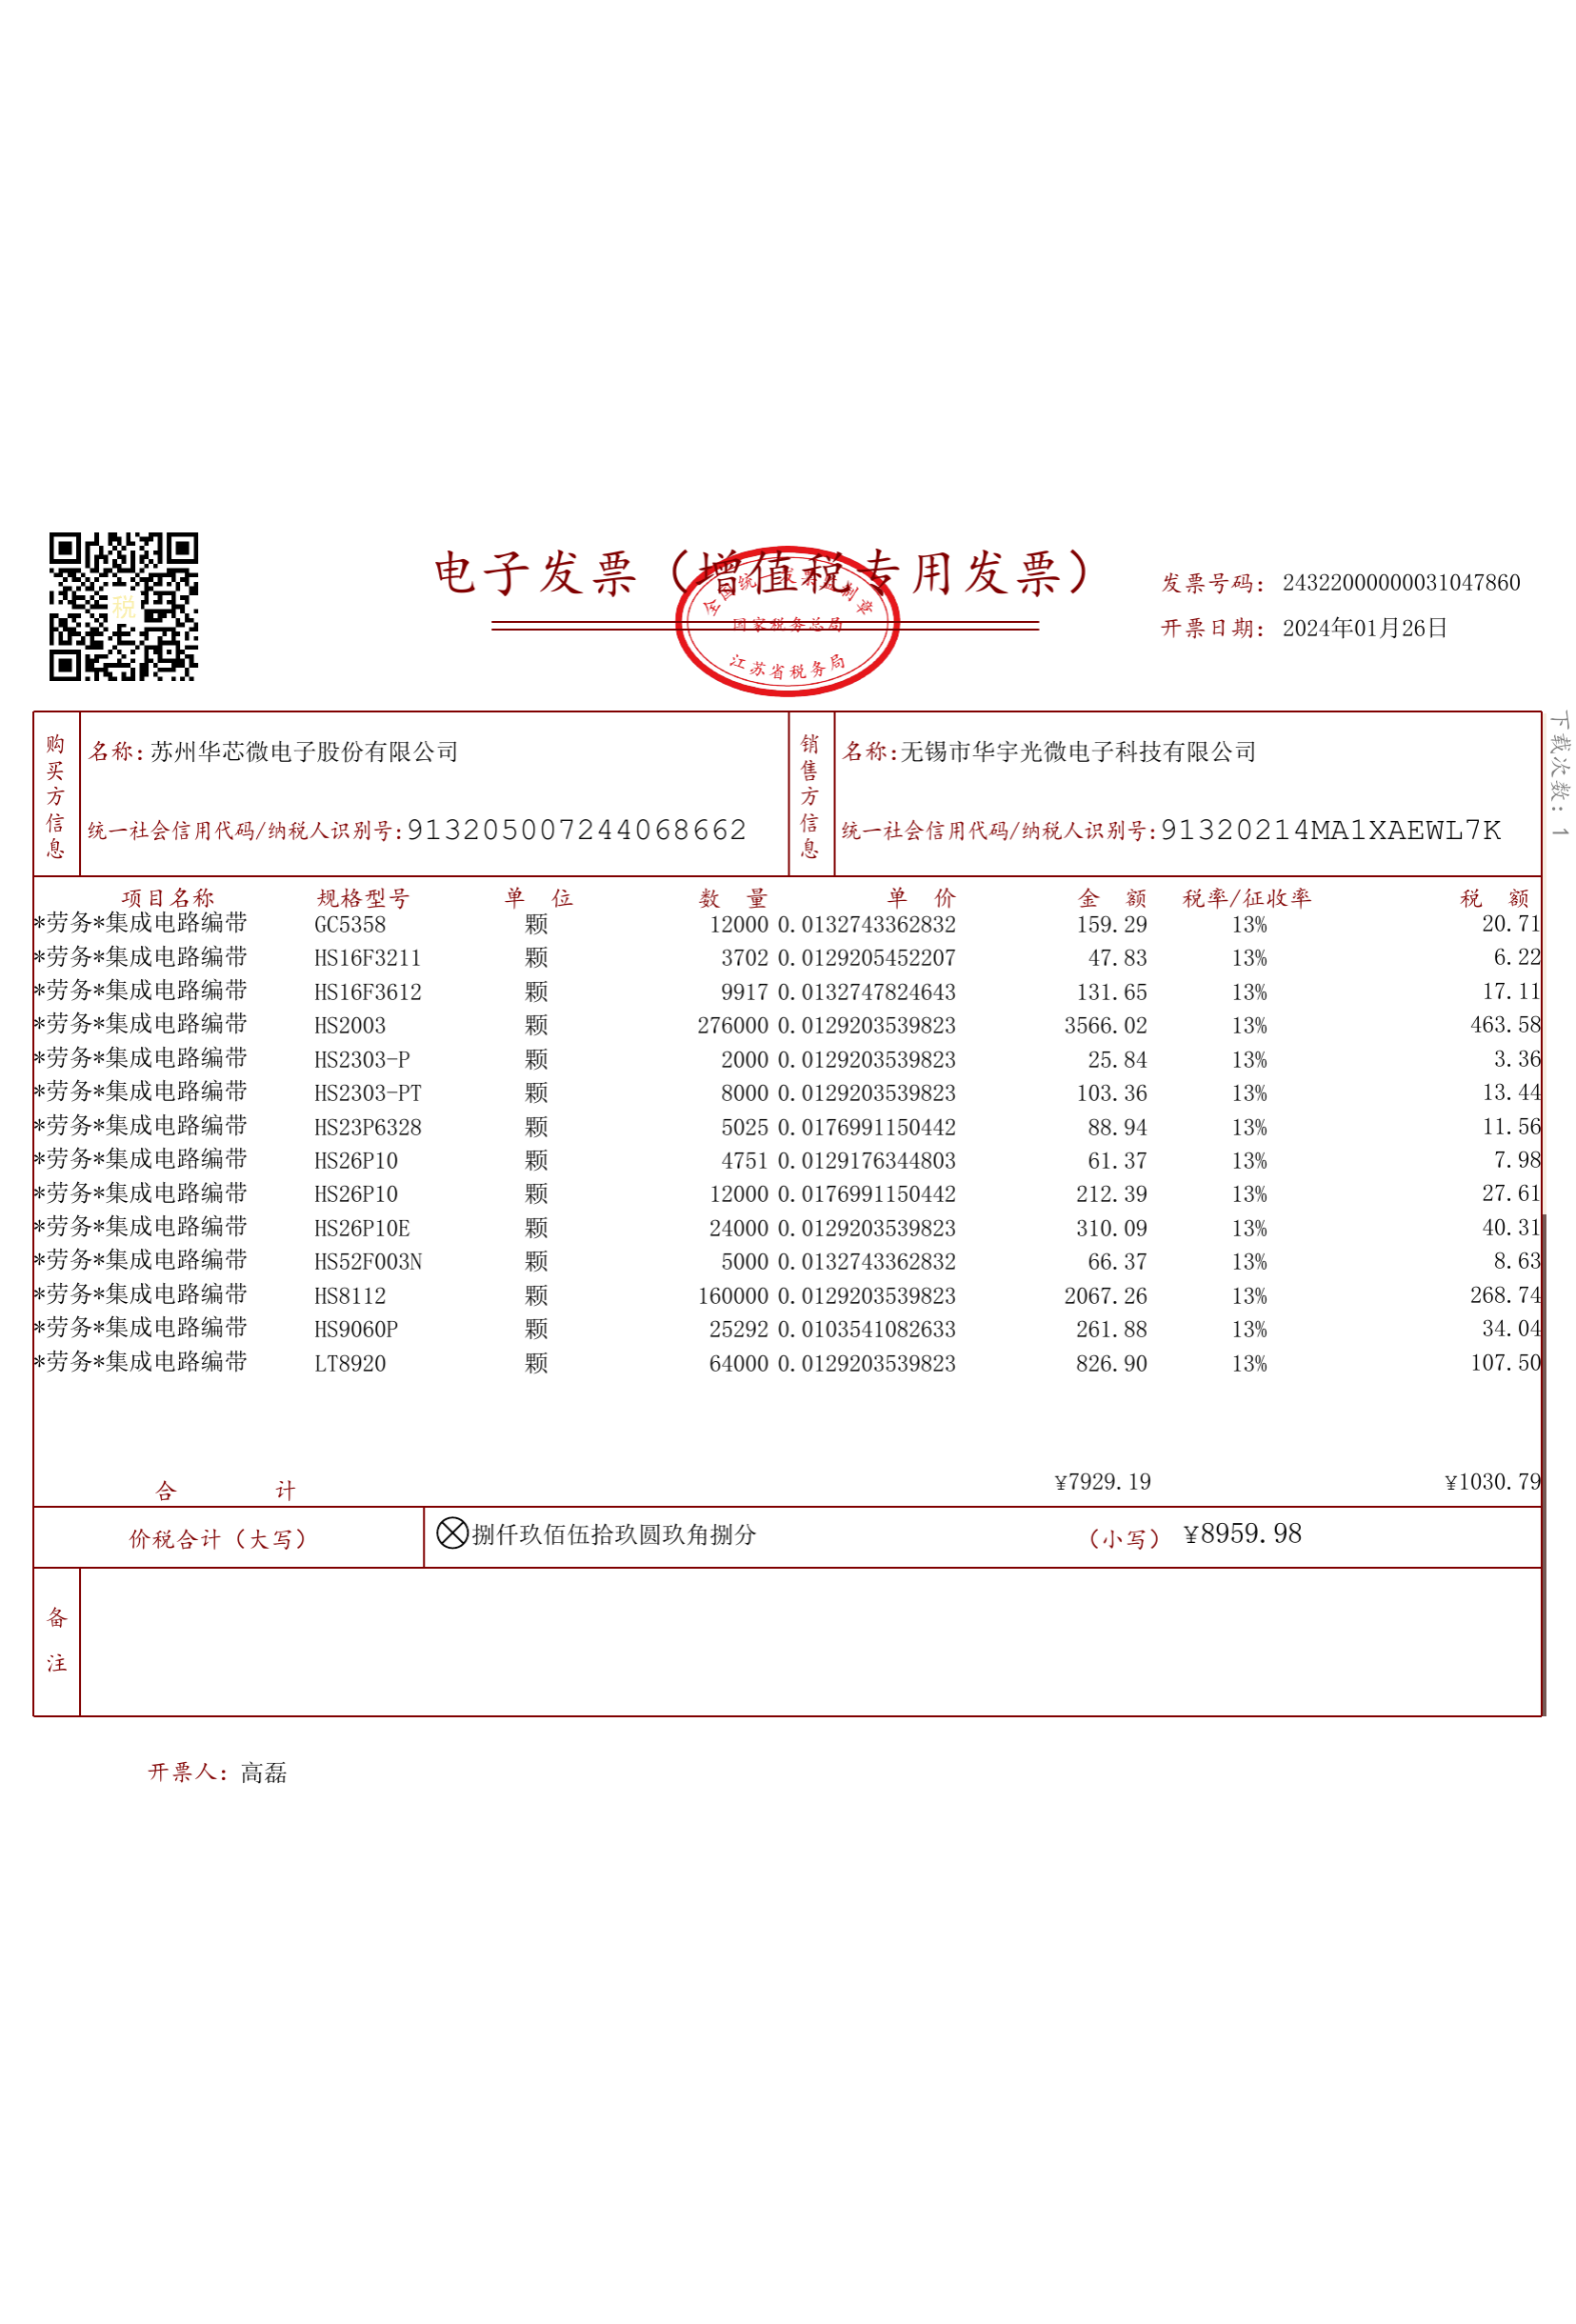 税
电子发票（增值税专用发票）
全国统一发票监制章
国家税务总局
江苏省税务局
发票号码：24322000000031047860
开票日期：2024年01月26日
下载次数：1
购买方信息
名称：苏州华芯微电子股份有限公司
统一社会信用代码/纳税人识别号：913205007244068662
销售方信息
名称：无锡市华宇光微电子科技有限公司
统一社会信用代码/纳税人识别号：91320214MA1XAEWL7K
项目名称 规格型号 单 位 数 量 单 价 金 额 税率/征收率 税 额
*劳务*集成电路编带 GC5358 颗 12000 0.0132743362832 159.29 13% 20.71
*劳务*集成电路编带 HS16F3211 颗 3702 0.0129205452207 47.83 13% 6.22
*劳务*集成电路编带 HS16F3612 颗 9917 0.0132747824643 131.65 13% 17.11
*劳务*集成电路编带 HS2003 颗 276000 0.0129203539823 3566.02 13% 463.58
*劳务*集成电路编带 HS2303-P 颗 2000 0.0129203539823 25.84 13% 3.36
*劳务*集成电路编带 HS2303-PT 颗 8000 0.0129203539823 103.36 13% 13.44
*劳务*集成电路编带 HS23P6328 颗 5025 0.0176991150442 88.94 13% 11.56
*劳务*集成电路编带 HS26P10 颗 4751 0.0129176344803 61.37 13% 7.98
*劳务*集成电路编带 HS26P10 颗 12000 0.0176991150442 212.39 13% 27.61
*劳务*集成电路编带 HS26P10E 颗 24000 0.0129203539823 310.09 13% 40.31
*劳务*集成电路编带 HS52F003N 颗 5000 0.0132743362832 66.37 13% 8.63
*劳务*集成电路编带 HS8112 颗 160000 0.0129203539823 2067.26 13% 268.74
*劳务*集成电路编带 HS9060P 颗 25292 0.0103541082633 261.88 13% 34.04
*劳务*集成电路编带 LT8920 颗 64000 0.0129203539823 826.90 13% 107.50
合 计 ¥7929.19 ¥1030.79
价税合计（大写） ⊗捌仟玖佰伍拾玖圆玖角捌分 （小写） ¥8959.98
备注
开票人：高磊